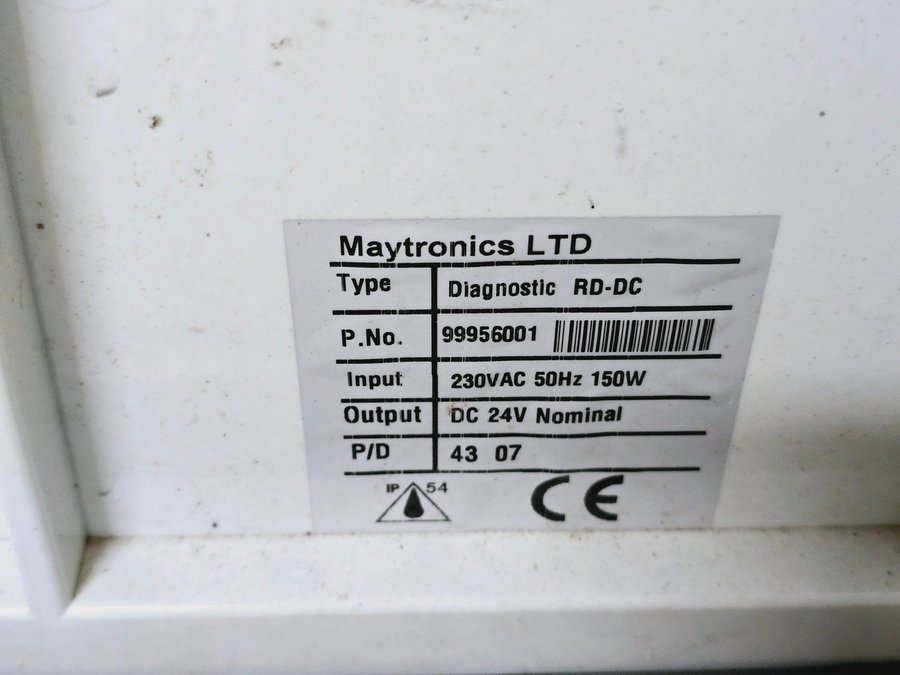 Maytronics LTD
Type Diagnostic RD-DC
P.No. 99956001
Input 230VAC 50Hz 150W
Output DC 24V Nominal
P/D 43 07
IP 54 CE